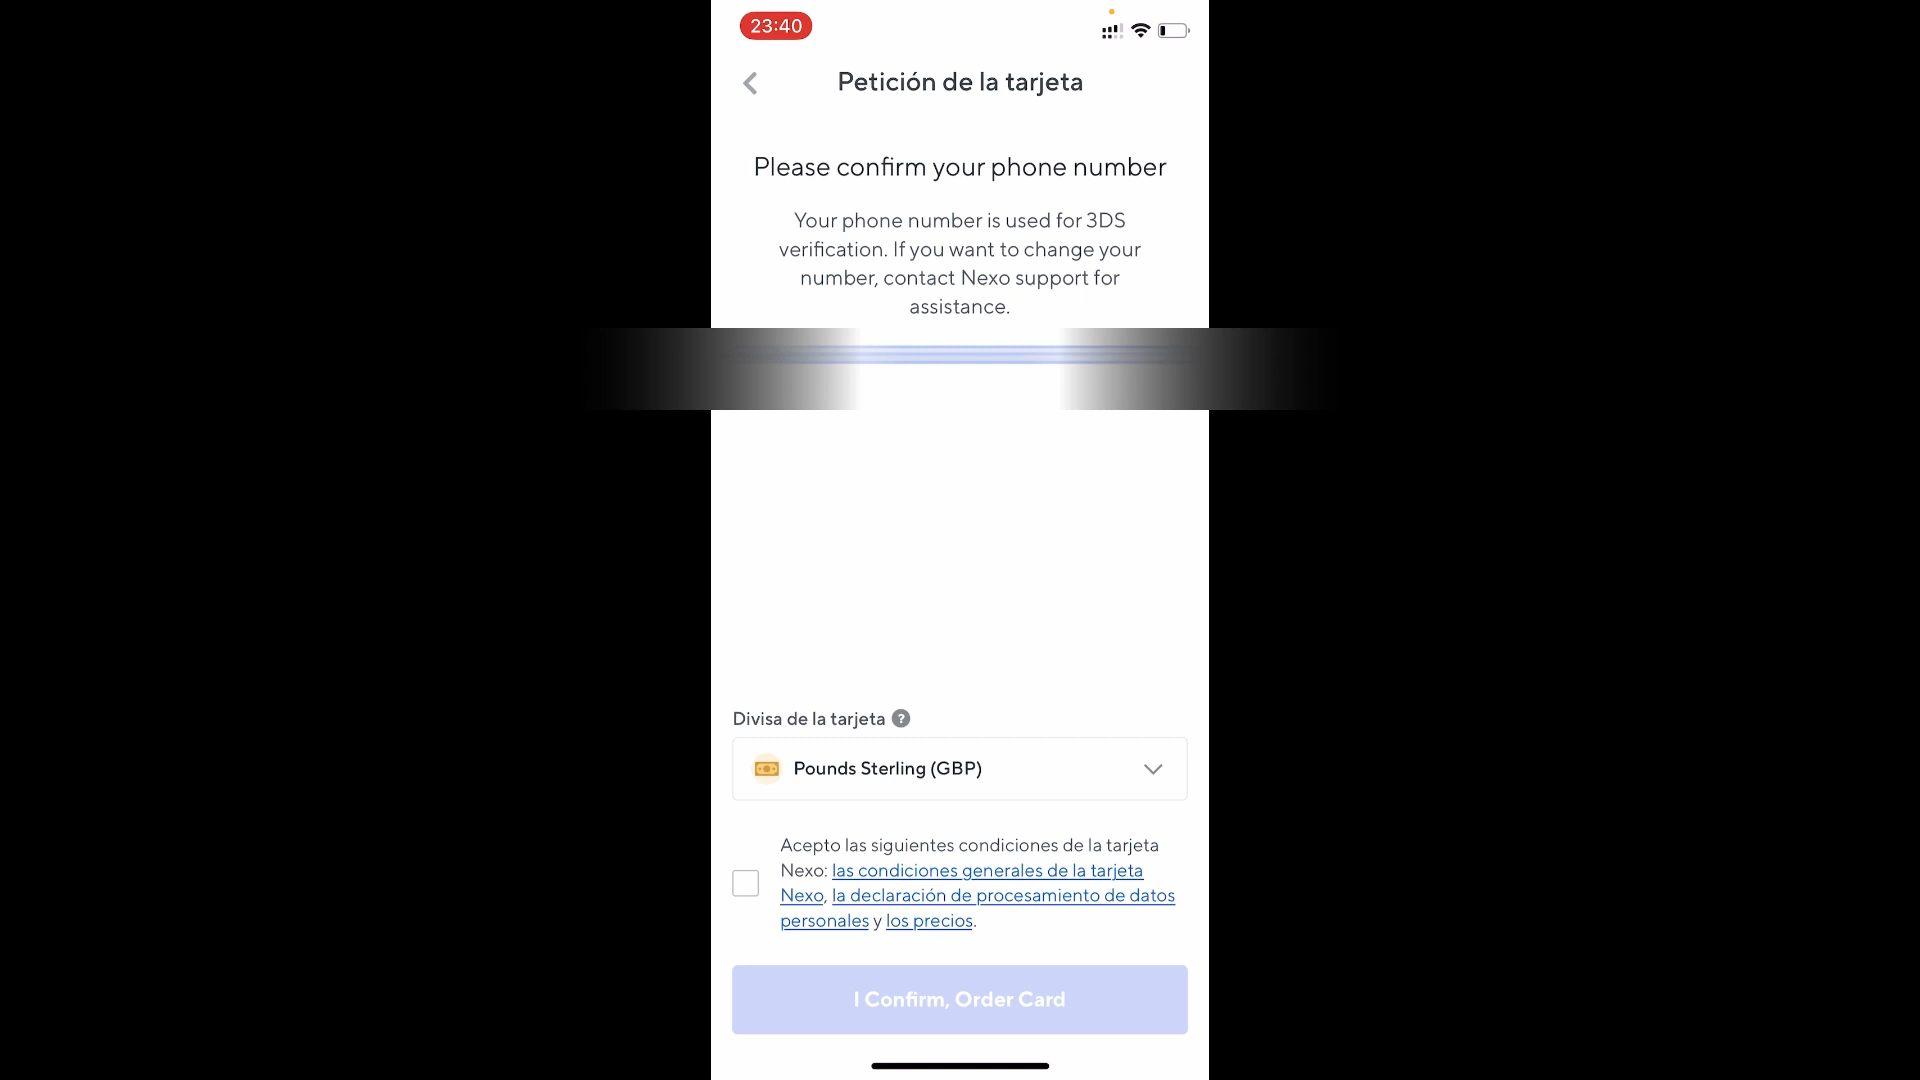 23:40
Petición de la tarjeta
Please confirm your phone number
Your phone number is used for 3DS
verification. If you want to change your
number, contact Nexo support for
assistance.
Divisa de la tarjeta ?
Pounds Sterling (GBP)
Acepto las siguientes condiciones de la tarjeta
Nexo: las condiciones generales de la tarjeta
Nexo, la declaración de procesamiento de datos
personales y los precios.
I Confirm, Order Card